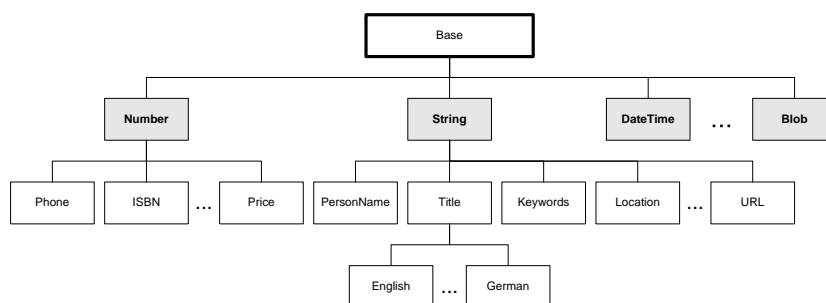 Base
Number
String
DateTime
...
Blob
Phone
ISBN
...
Price
PersonName
Title
Keywords
Location
...
URL
English
...
German